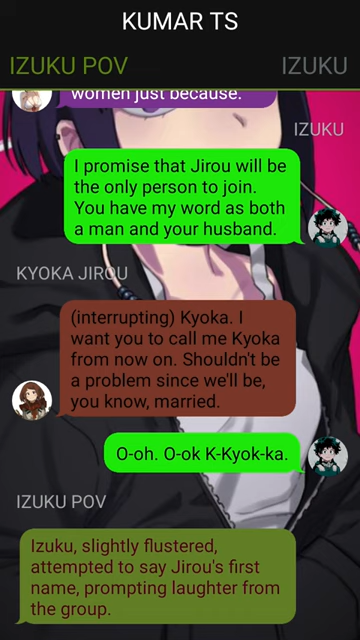 KUMAR TS
IZUKU POV
IZUKU
women just because.
IZUKU
I promise that Jirou will be
the only person to join.
You have my word as both
a man and your husband.
KYOKA JIROU
(interrupting) Kyoka. I
want you to call me Kyoka
from now on. Shouldn't be
a problem since we'll be,
you know, married.
O-oh. O-ok K-Kyok-ka.
IZUKU POV
Izuku, slightly flustered,
attempted to say Jirou's first
name, prompting laughter from
the group.